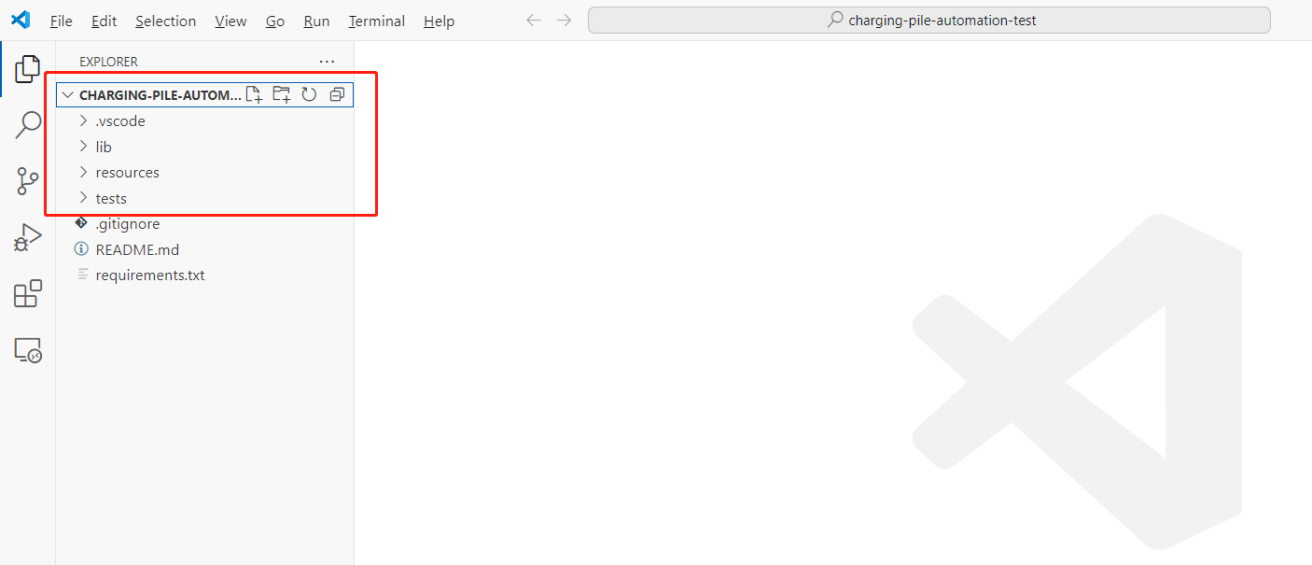 File Edit Selection View Go Run Terminal Help charging-pile-automation-test
EXPLORER
CHARGING-PILE-AUTOM...
.vscode
lib
resources
tests
.gitignore
README.md
requirements.txt